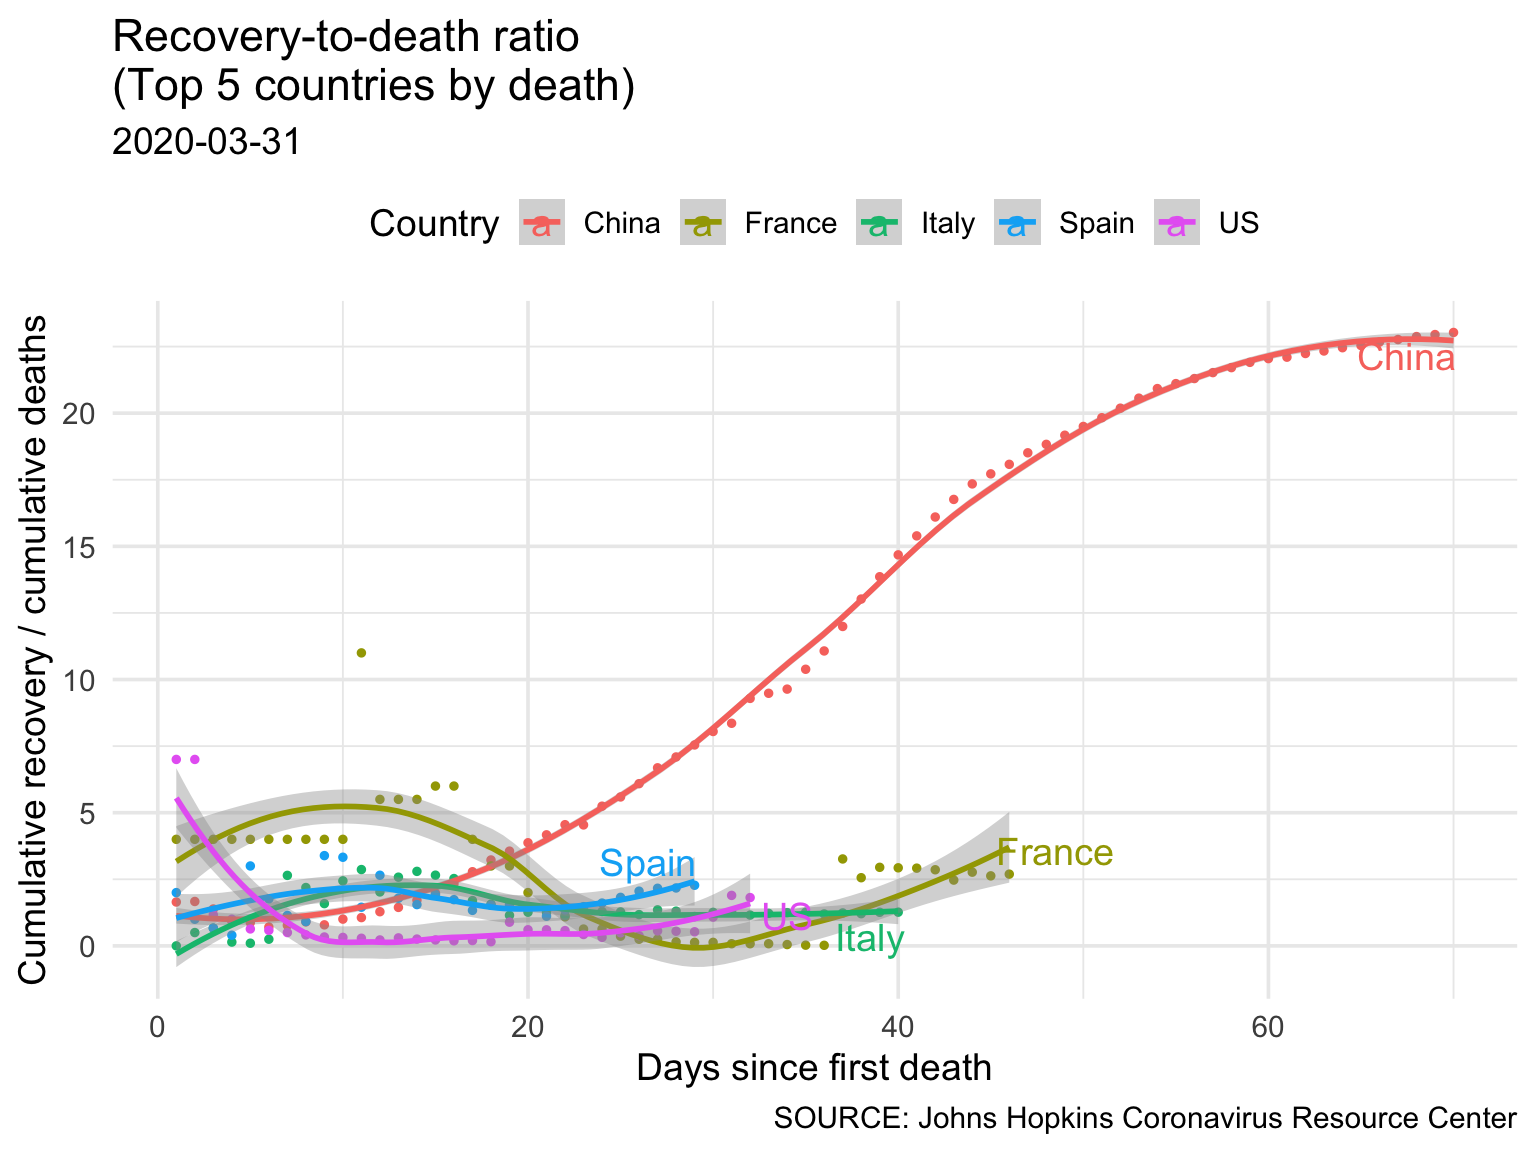 Recovery-to-death ratio
(Top 5 countries by death)
2020-03-31
Country a China a France a Italy a Spain a US
Cumulative recovery / cumulative deaths
20
15
10
5
0
China
Spain
France
US
Italy
0 20 40 60
Days since first death
SOURCE: Johns Hopkins Coronavirus Resource Center